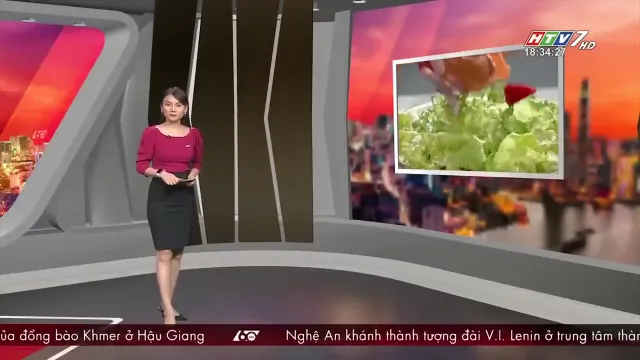 HTV7 HD
18:34:27
ủa đồng bào Khmer ở Hậu Giang 60 Nghệ An khánh thành tượng đài V.I. Lenin ở trung tâm thàn